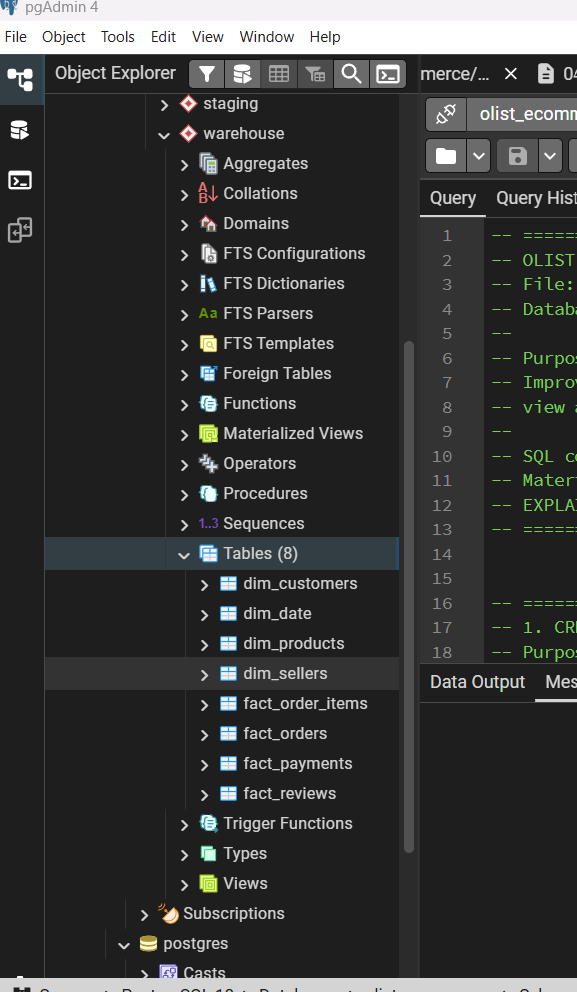 pgAdmin 4
File Object Tools Edit View Window Help
Object Explorer
merce/... ×
olist_ecomm
staging
warehouse
Aggregates
Collations
Domains
FTS Configurations
FTS Dictionaries
Aa FTS Parsers
FTS Templates
Foreign Tables
Functions
Materialized Views
Operators
Procedures
1..3 Sequences
Tables (8)
dim_customers
dim_date
dim_products
dim_sellers
fact_order_items
fact_orders
fact_payments
fact_reviews
Trigger Functions
Types
Views
Subscriptions
postgres
Casts
Query Query His
1 -- ======
2 -- OLIST
3 -- File:
4 -- Databa
5 --
6 -- Purpos
7 -- Improv
8 -- view a
9 --
10 -- SQL co
11 -- Mater
12 -- EXPLA
13 -- ======
14
15
16 -- ======
17 -- 1. CR
18 -- Purpos
Data Output Mes